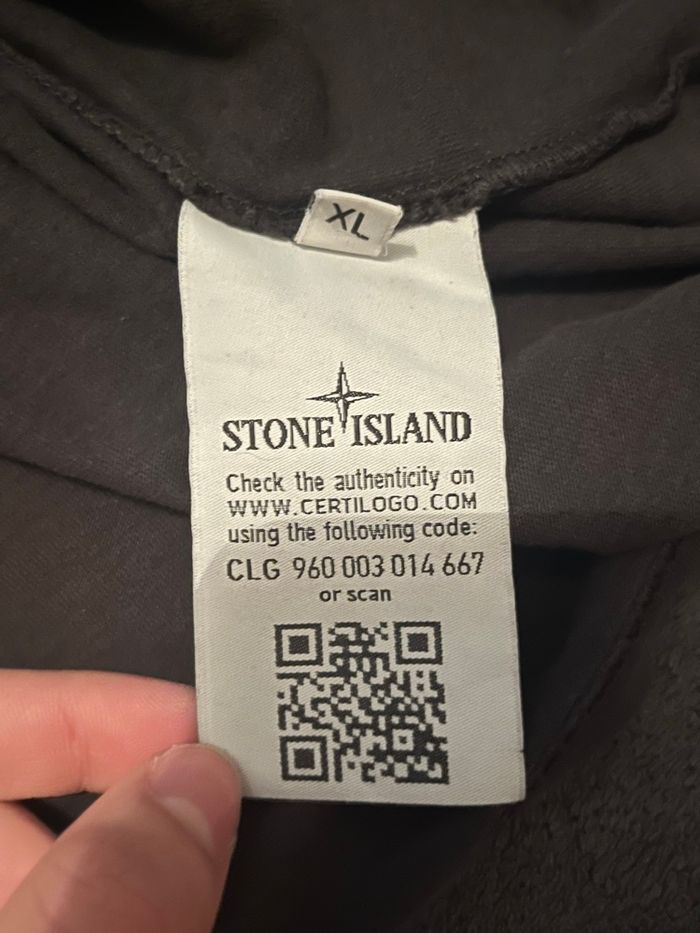 XL
STONE ISLAND
Check the authenticity on
WWW.CERTILOGO.COM
using the following code:
CLG 960 003 014 667
or scan